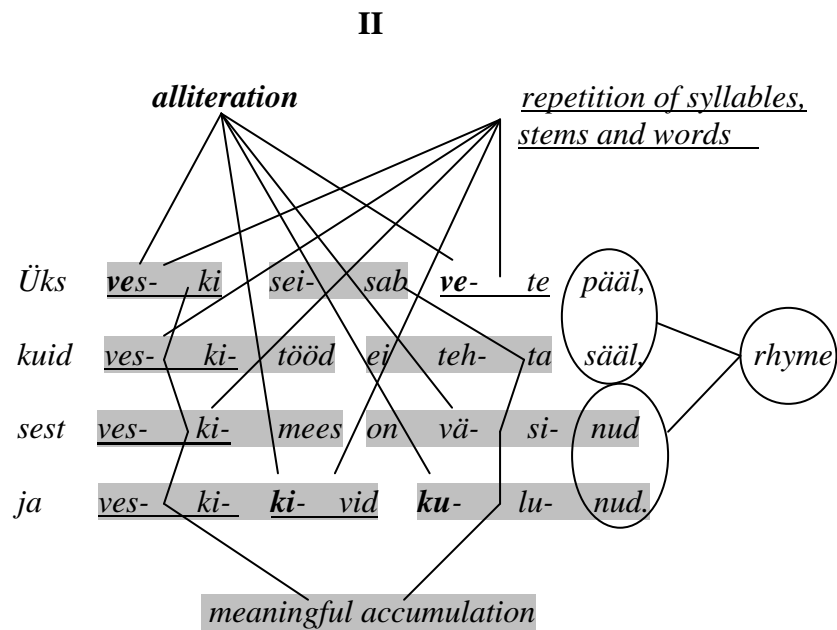 II
alliteration repetition of syllables,
stems and words
Üks ves- ki sei- sab ve- te pääl,
kuid ves- ki- tööd ei teh- ta sääl, rhyme
sest ves- ki- mees on vä- si- nud
ja ves- ki- ki- vid ku- lu- nud.
meaningful accumulation